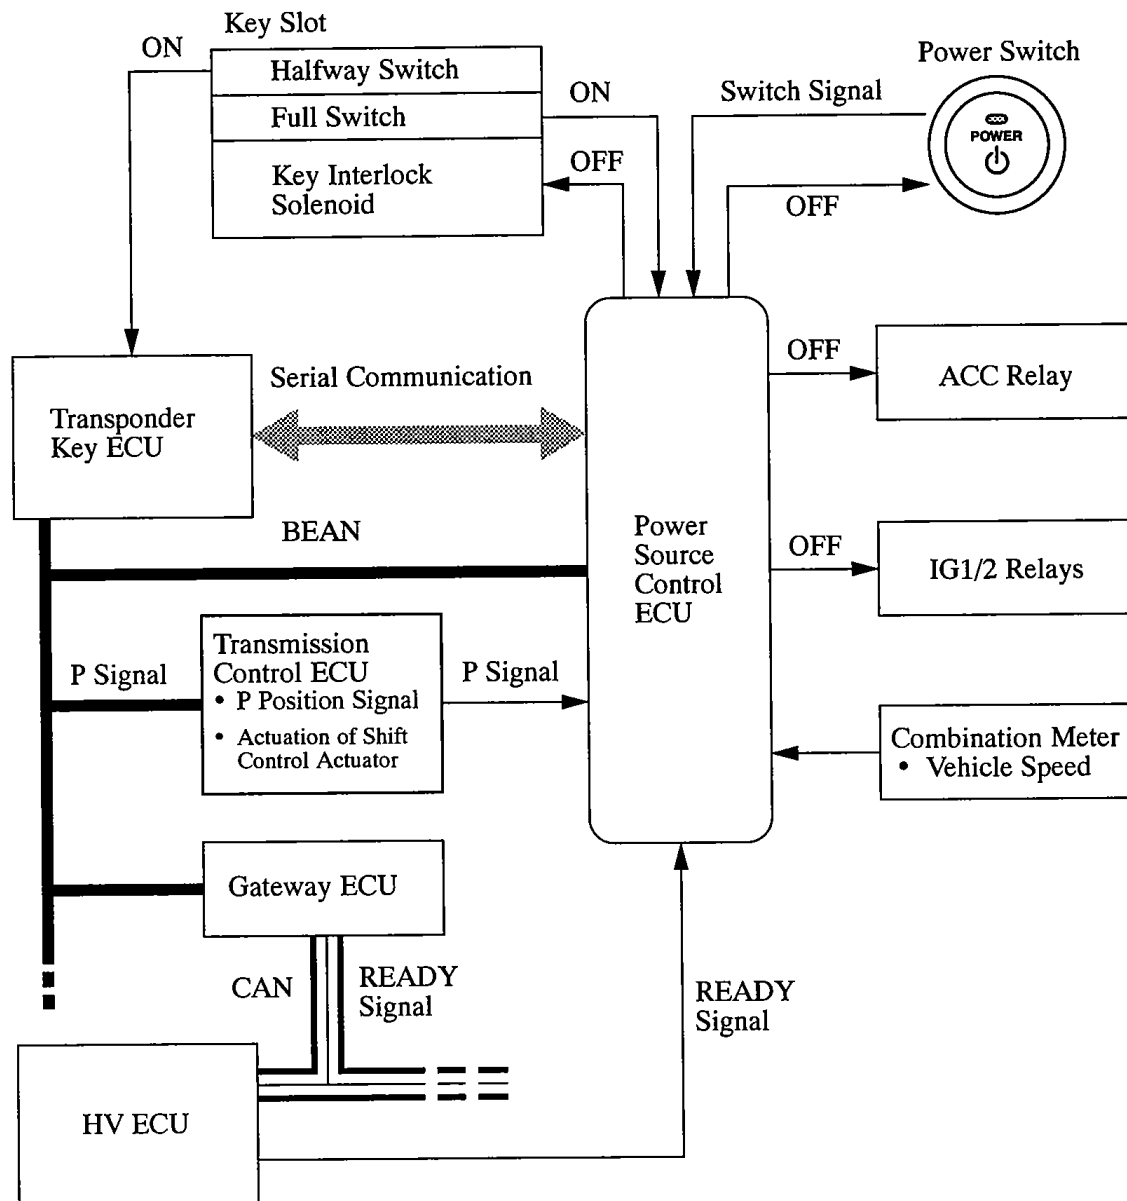 Key Slot
ON
Halfway Switch
Full Switch
Key Interlock
Solenoid
ON
OFF
Power Switch
Switch Signal
POWER
OFF
Transponder
Key ECU
Serial Communication
BEAN
Power
Source
Control
ECU
OFF
ACC Relay
OFF
IG1/2 Relays
P Signal
Transmission
Control ECU
• P Position Signal
• Actuation of Shift
Control Actuator
P Signal
Combination Meter
• Vehicle Speed
Gateway ECU
CAN
READY
Signal
READY
Signal
HV ECU